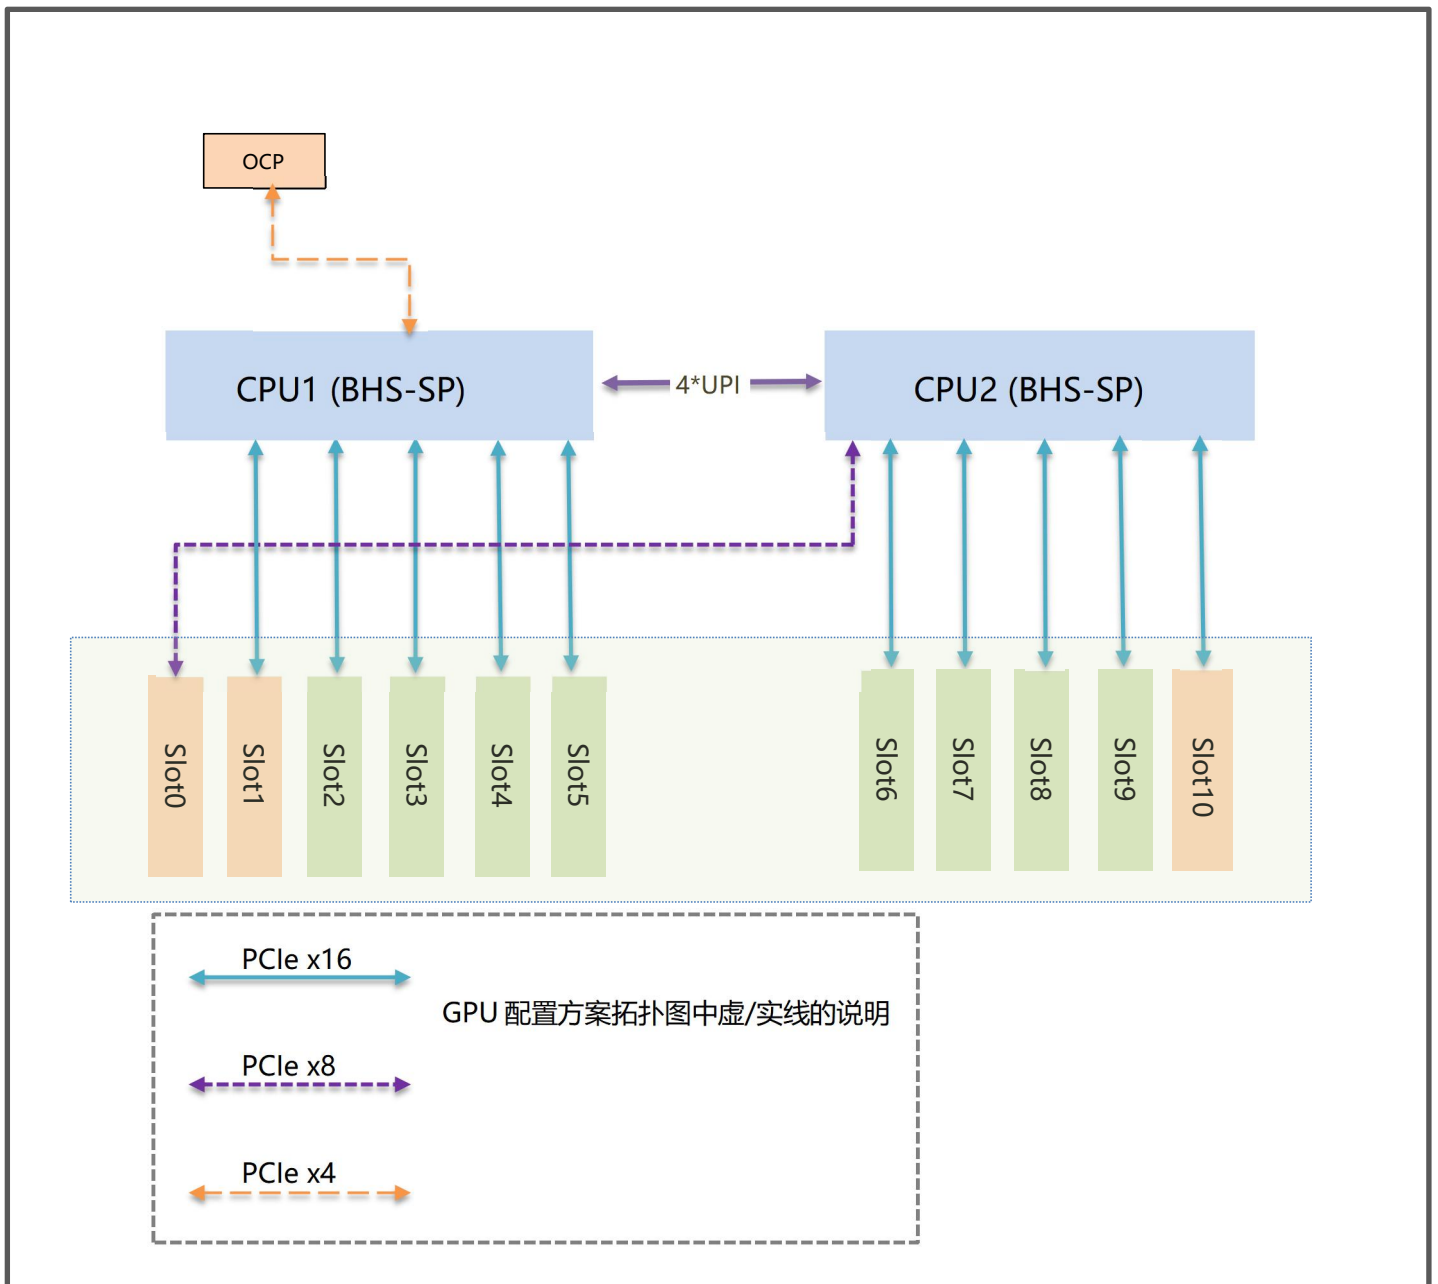 OCP
CPU1 (BHS-SP)
4*UPI
CPU2 (BHS-SP)
Slot0
Slot1
Slot2
Slot3
Slot4
Slot5
Slot6
Slot7
Slot8
Slot9
Slot10
PCIe x16
GPU 配置方案拓扑图中虚/实线的说明
PCIe x8
PCIe x4